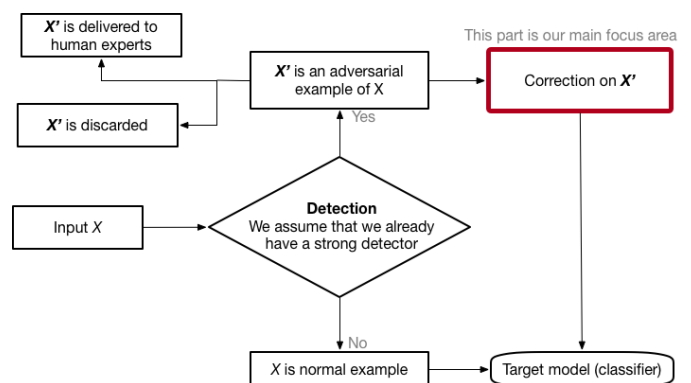 X' is delivered to
human experts
This part is our main focus area
X' is an adversarial
example of X
Correction on X'
X' is discarded
Yes
Detection
We assume that we already
have a strong detector
Input X
No
X is normal example
Target model (classifier)